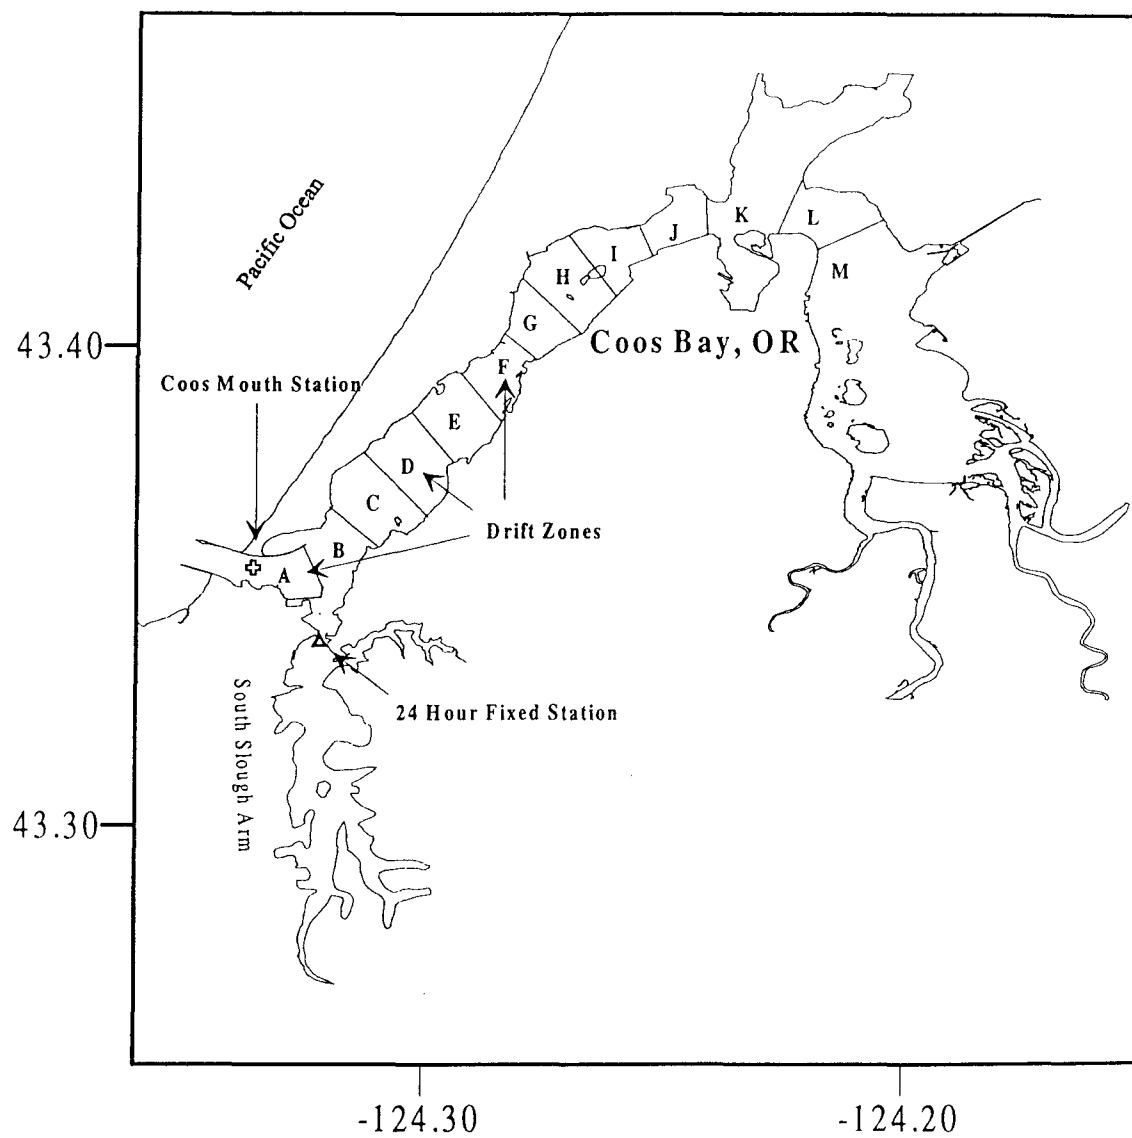 Pacific Ocean
K
L
J
I
M
H
G
43.40
Coos Bay, OR
F
Coos Mouth Station
E
D
C
Drift Zones
B
A
24 Hour Fixed Station
South Slough Arm
43.30
-124.30
-124.20